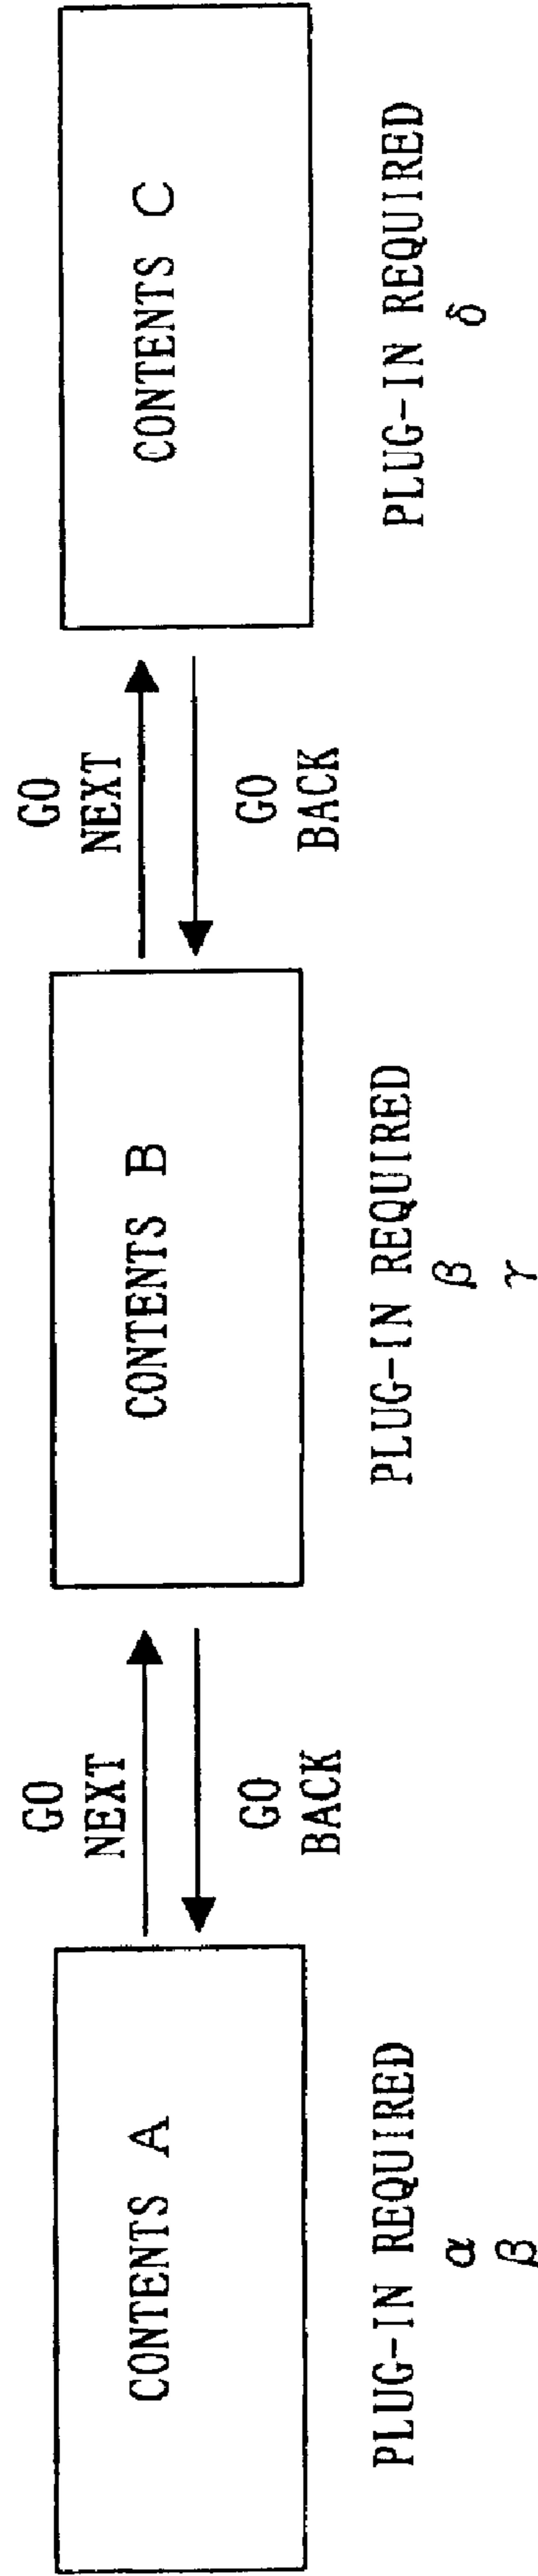 CONTENTS A
PLUG-IN REQUIRED
α
β
GO
NEXT
GO
BACK
CONTENTS B
PLUG-IN REQUIRED
β
γ
GO
NEXT
GO
BACK
CONTENTS C
PLUG-IN REQUIRED
δ